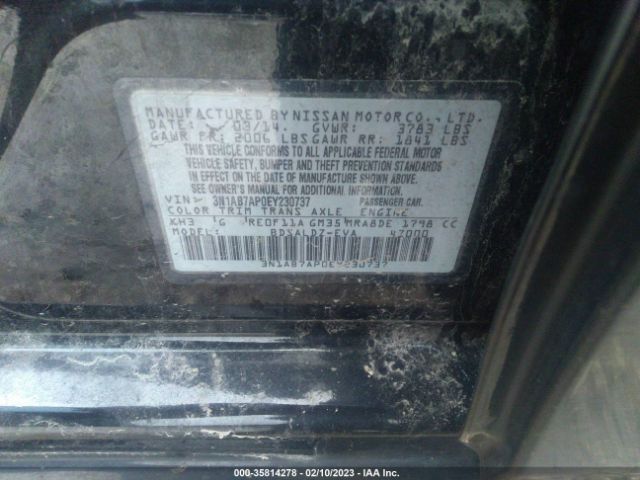 MANUFACTURED BY NISSAN MOTOR CO., LTD.
DATE: 03/14. GVWR: 3783 LBS
GAWR FR: 2006 LBS GAWR RR: 1841 LBS
THIS VEHICLE CONFORMS TO ALL APPLICABLE FEDERAL MOTOR
VEHICLE SAFETY, BUMPER AND THEFT PREVENTION STANDARDS
IN EFFECT ON THE DATE OF MANUFACTURE SHOWN ABOVE.
SEE OWNER'S MANUAL FOR ADDITIONAL INFORMATION.
VIN> 3N1AB7AP0EY230737 PASSENGER CAR.
COLOR TRIM TRANS AXLE ENGINE
KH3 G RE0F11A GM35 MRA8DE 1798 CC
BDSALDZ-EVA 47000
3N1AB7AP0EY230737
000-35814278 - 02/10/2023 - IAA Inc.